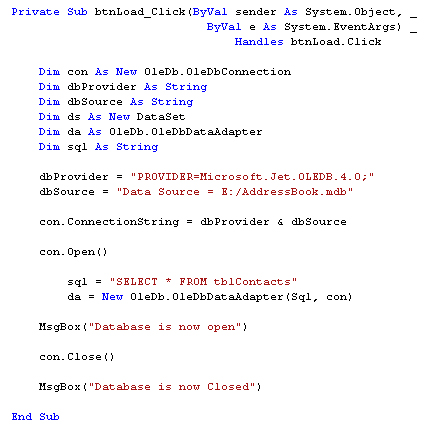 Private Sub btnLoad_Click(ByVal sender As System.Object, _
ByVal e As System.EventArgs) _
Handles btnLoad.Click
Dim con As New OleDb.OleDbConnection
Dim dbProvider As String
Dim dbSource As String
Dim ds As New DataSet
Dim da As OleDb.OleDbDataAdapter
Dim sql As String
dbProvider = "PROVIDER=Microsoft.Jet.OLEDB.4.0;"
dbSource = "Data Source = E:/AddressBook.mdb"
con.ConnectionString = dbProvider & dbSource
con.Open()
sql = "SELECT * FROM tblContacts"
da = New OleDb.OleDbDataAdapter(Sql, con)
MsgBox("Database is now open")
con.Close()
MsgBox("Database is now Closed")
End Sub